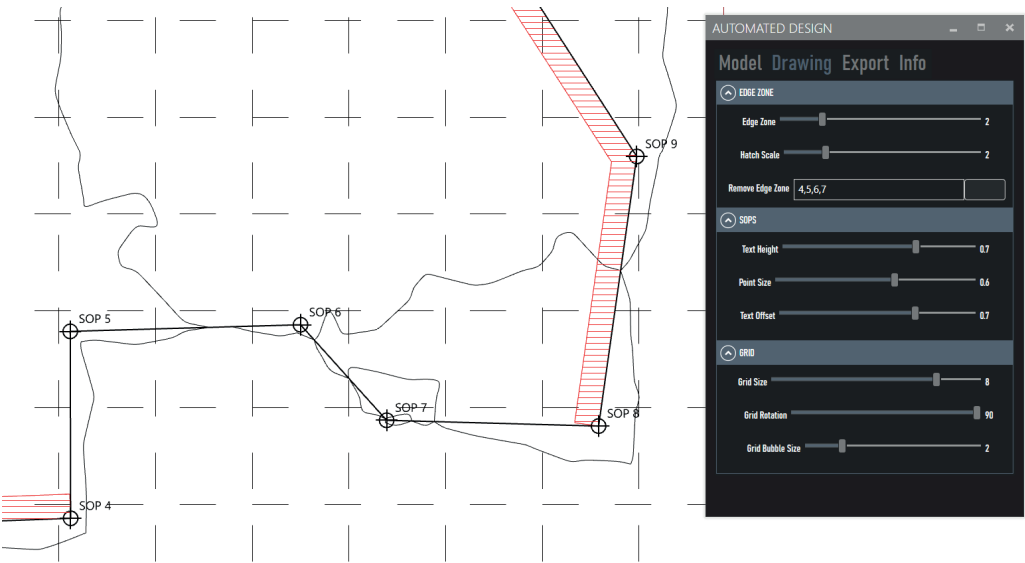 SOP 9
SOP 5
SOP 6
SOP 7
SOP 8
SOP 4
AUTOMATED DESIGN
Model Drawing Export Info
EDGE ZONE
Edge Zone 2
Hatch Scale 2
Remove Edge Zone 4,5,6,7
SOPS
Text Height 0.7
Point Size 0.6
Text Offset 0.7
GRID
Grid Size 8
Grid Rotation 90
Grid Bubble Size 2